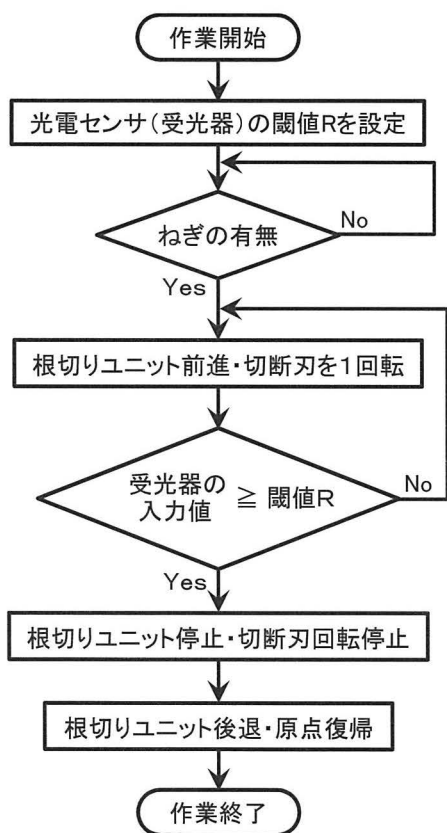 作業開始
光電センサ(受光器)の閾値Rを設定
ねぎの有無
No
Yes
根切りユニット前進・切断刃を1回転
受光器の
入力値 ≧ 閾値R
No
Yes
根切りユニット停止・切断刃回転停止
根切りユニット後退・原点復帰
作業終了